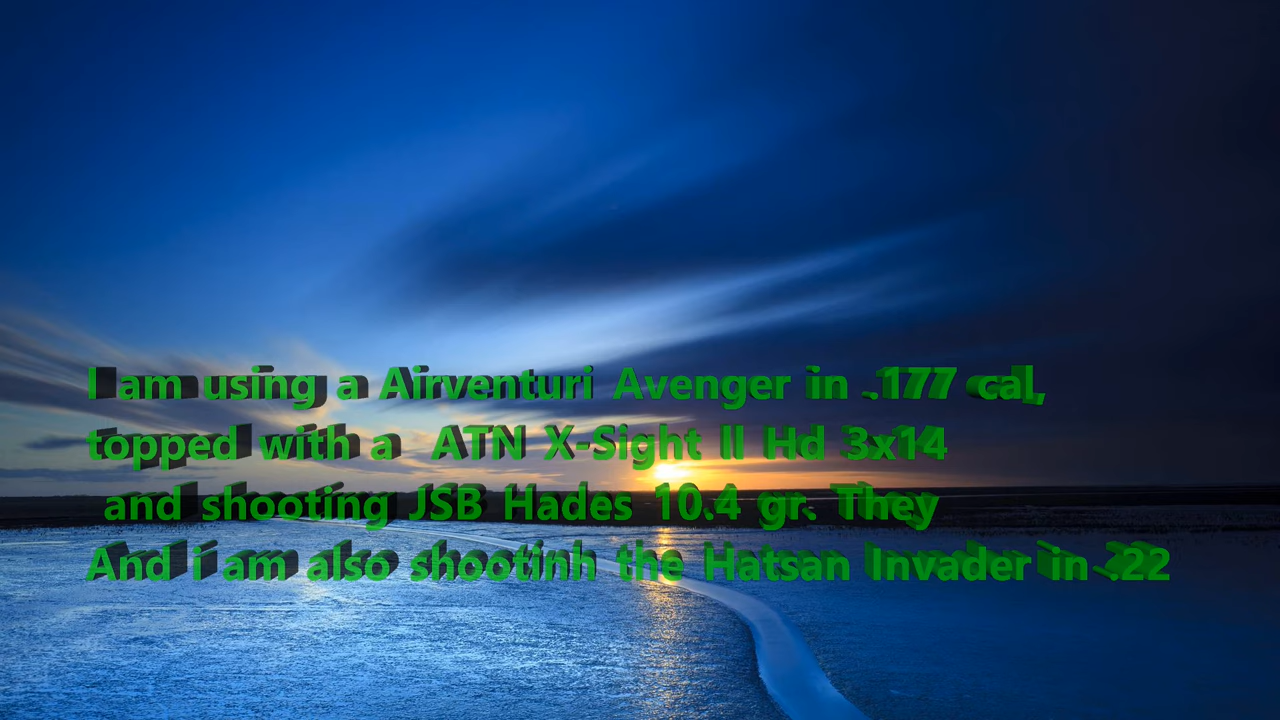 I am using a Airventuri Avenger in .177 cal,
topped with a ATN X-Sight ll Hd 3x14
and shooting JSB Hades 10.4 gr. They
And i am also shootinh the Hatsan Invader in .22